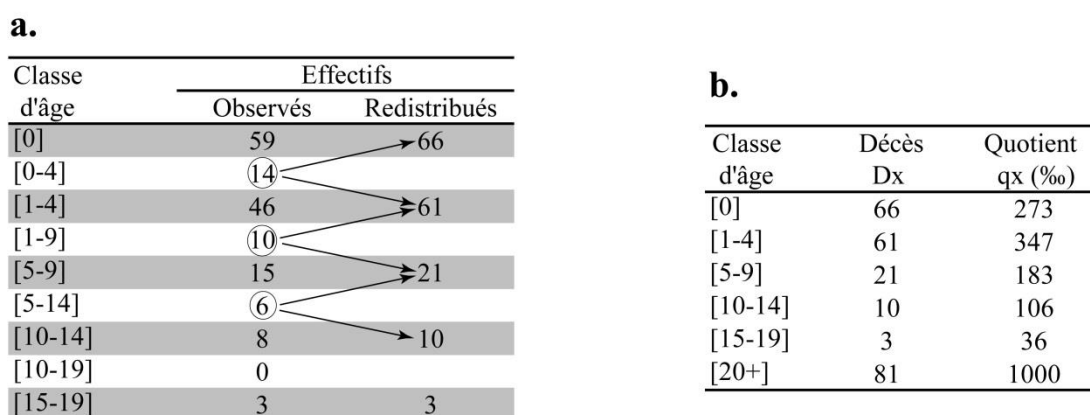 a.
Classe d'âge Effectifs
Observés Redistribués
[0] 59 66
[0-4] 14
[1-4] 46 61
[1-9] 10
[5-9] 15 21
[5-14] 6
[10-14] 8 10
[10-19] 0
[15-19] 3 3
b.
Classe d'âge Décès Dx Quotient qx (‰)
[0] 66 273
[1-4] 61 347
[5-9] 21 183
[10-14] 10 106
[15-19] 3 36
[20+] 81 1000